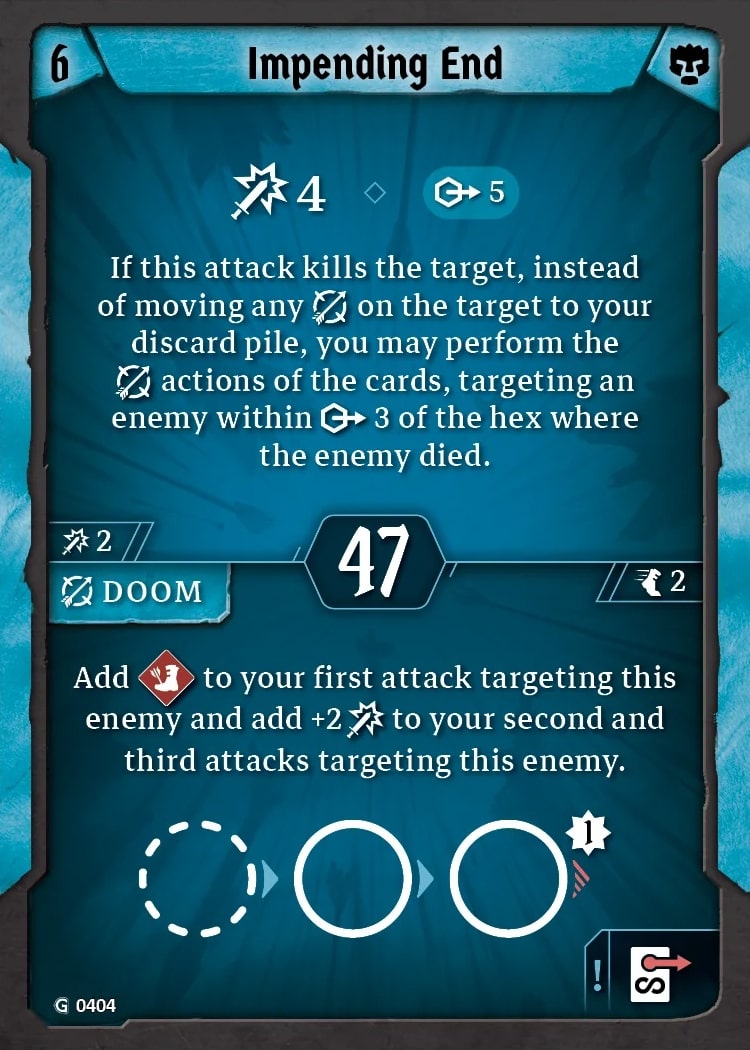 6
Impending End
4
5
If this attack kills the target, instead
of moving any on the target to your
discard pile, you may perform the
actions of the cards, targeting an
enemy within 3 of the hex where
the enemy died.
2
47
DOOM
2
Add to your first attack targeting this
enemy and add +2 to your second and
third attacks targeting this enemy.
1
!
G 0404